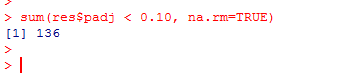 >
> sum(res$padj < 0.10, na.rm=TRUE)
[1] 136
>
>